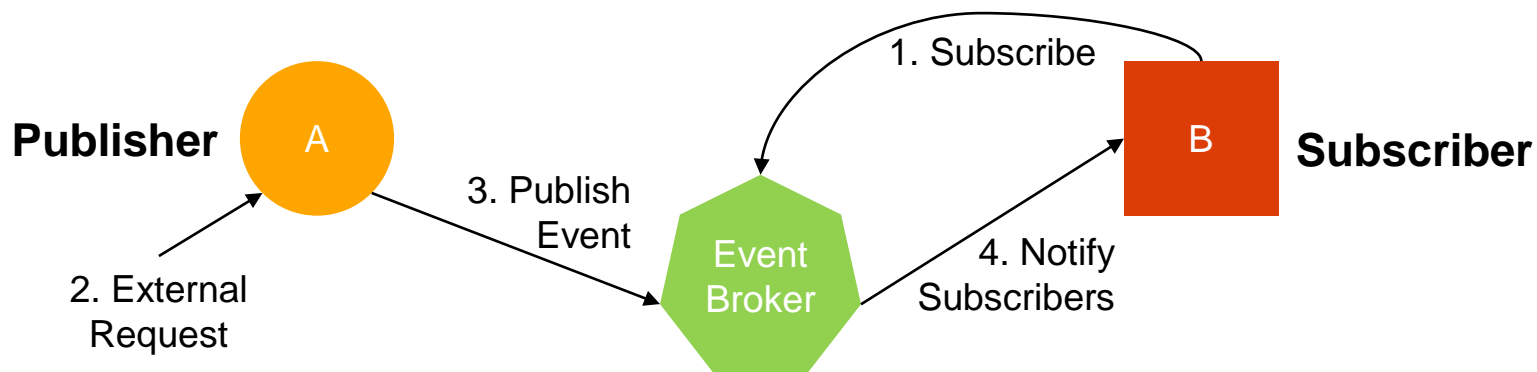 1. Subscribe
Publisher
A
B
Subscriber
3. Publish
Event
Event
Broker
4. Notify
Subscribers
2. External
Request